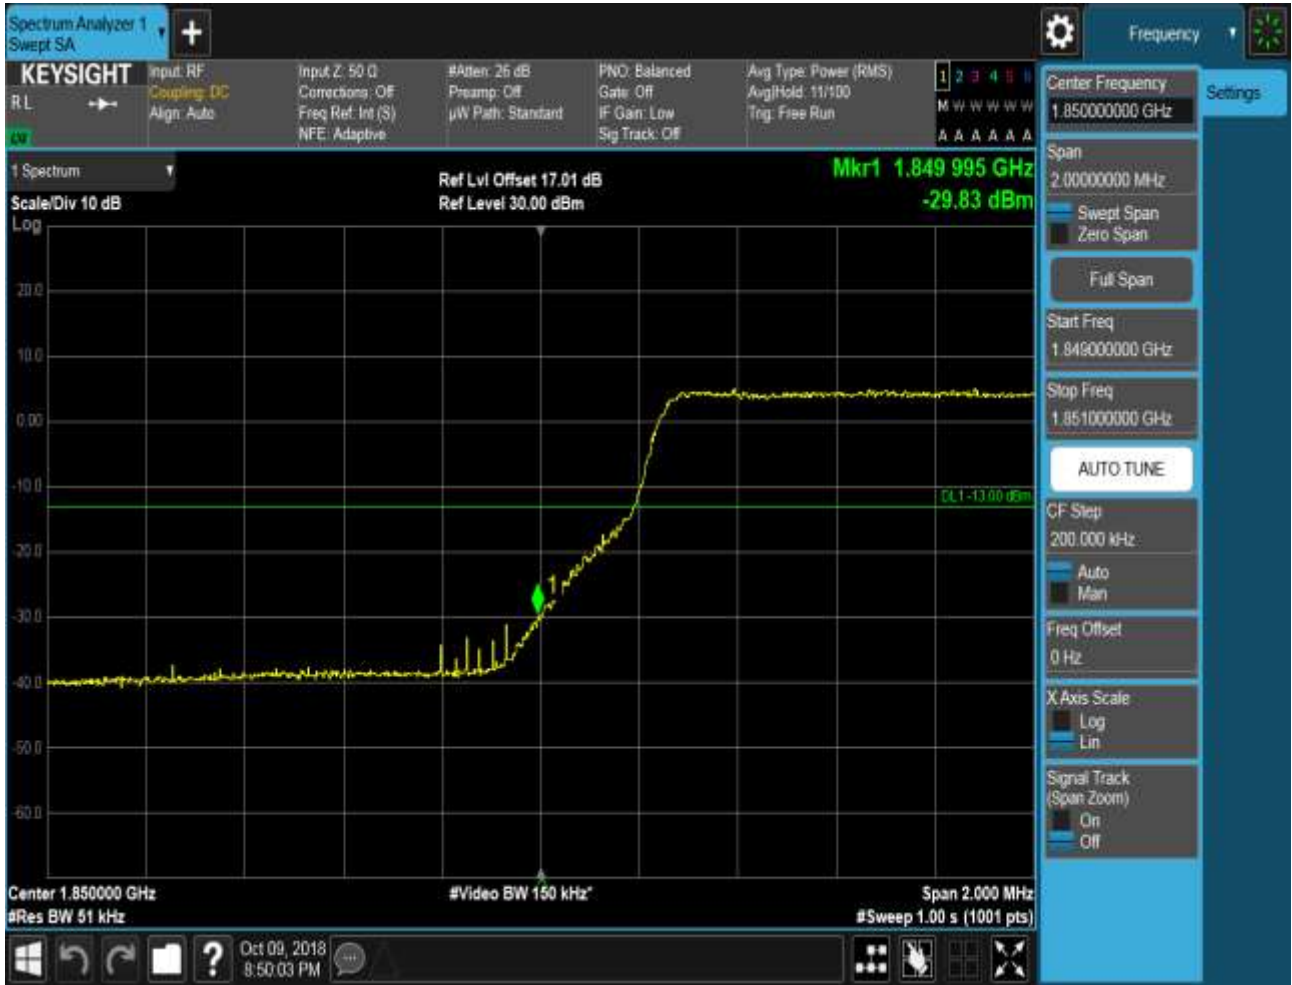 Spectrum Analyzer 1
Swept SA
Frequency
KEYSIGHT
R L
Input: RF
Coupling: DC
Align: Auto
Input Z: 50 Ω
Corrections: Off
Freq Ref: Int (S)
NFE: Adaptive
#Atten: 26 dB
Preamp: Off
µW Path: Standard
PNO: Balanced
Gate: Off
IF Gain: Low
Sig Track: Off
Avg Type: Power (RMS)
Avg|Hold: 11/100
Trig: Free Run
1 2 3 4 5 6
M W W W W W
A A A A A A
1 Spectrum
Scale/Div 10 dB
Log
Ref Lvl Offset 17.01 dB
Ref Level 30.00 dBm
Mkr1 1.849 995 GHz
-29.83 dBm
20.0
10.0
0.00
-10.0
-20.0
-30.0
-40.0
-50.0
-60.0
DL1 -13.00 dBm
1
Center 1.850000 GHz
#Res BW 51 kHz
#Video BW 150 kHz*
Span 2.000 MHz
#Sweep 1.00 s (1001 pts)
Oct 09, 2018
8:50:03 PM
Center Frequency
1.850000000 GHz
Settings
Span
2.00000000 MHz
Swept Span
Zero Span
Full Span
Start Freq
1.849000000 GHz
Stop Freq
1.851000000 GHz
AUTO TUNE
CF Step
200.000 kHz
Auto
Man
Freq Offset
0 Hz
X Axis Scale
Log
Lin
Signal Track
(Span Zoom)
On
Off